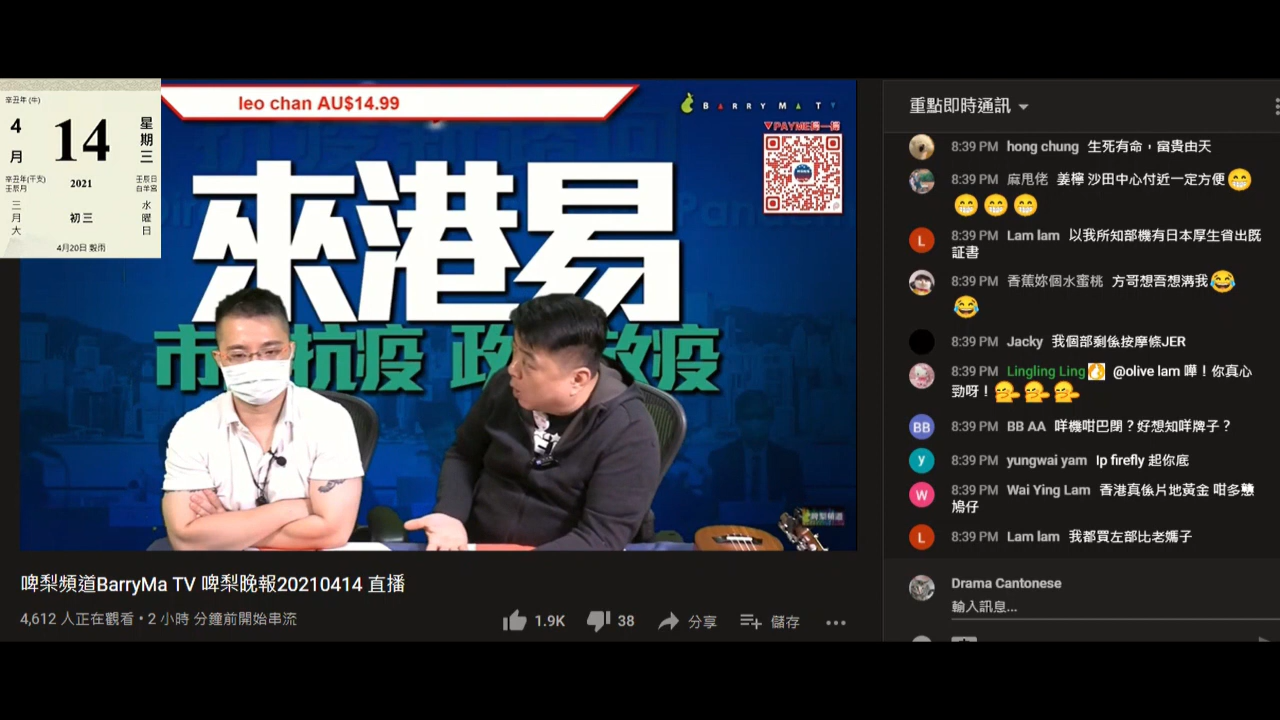 辛丑年 (牛)
4
月
14
星期三
辛丑年(干支)
壬辰月
2021
壬辰日
白羊宮
三月大
初三
水曜日
4月20日 穀雨
leo chan AU$14.99
BARRYMATV
PAYME掃一掃
來港易
啤梨頻道
啤梨頻道BarryMa TV 啤梨晚報20210414 直播
4,612 人正在觀看•2 小時 分鐘前開始串流
1.9K
38
分享
儲存
重點即時通訊
8:39 PM hong chung 生死有命，富貴由天
8:39 PM 麻甩佬 姜檸 沙田中心付近一定方便😁
😁😁😁
8:39 PM Lam lam 以我所知部機有日本厚生省出既
証書
8:39 PM 香蕉妳個水蜜桃 方哥想吾想满我😂
😂
8:39 PM Jacky 我個部剩係按摩條JER
8:39 PM Lingling Ling @olive lam 嘩！你真心
勁呀！
8:39 PM BB AA 咩機咁巴閉？好想知咩牌子？
8:39 PM yungwai yam Ip firefly 起你底
8:39 PM Wai Ying Lam 香港真係片地黃金 咁多戇
鳩仔
8:39 PM Lam lam 我都買左部比老媽子
Drama Cantonese
輸入訊息...